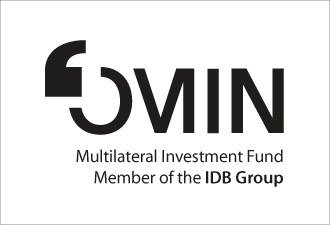 FOMIN
Multilateral Investment Fund
Member of the IDB Group